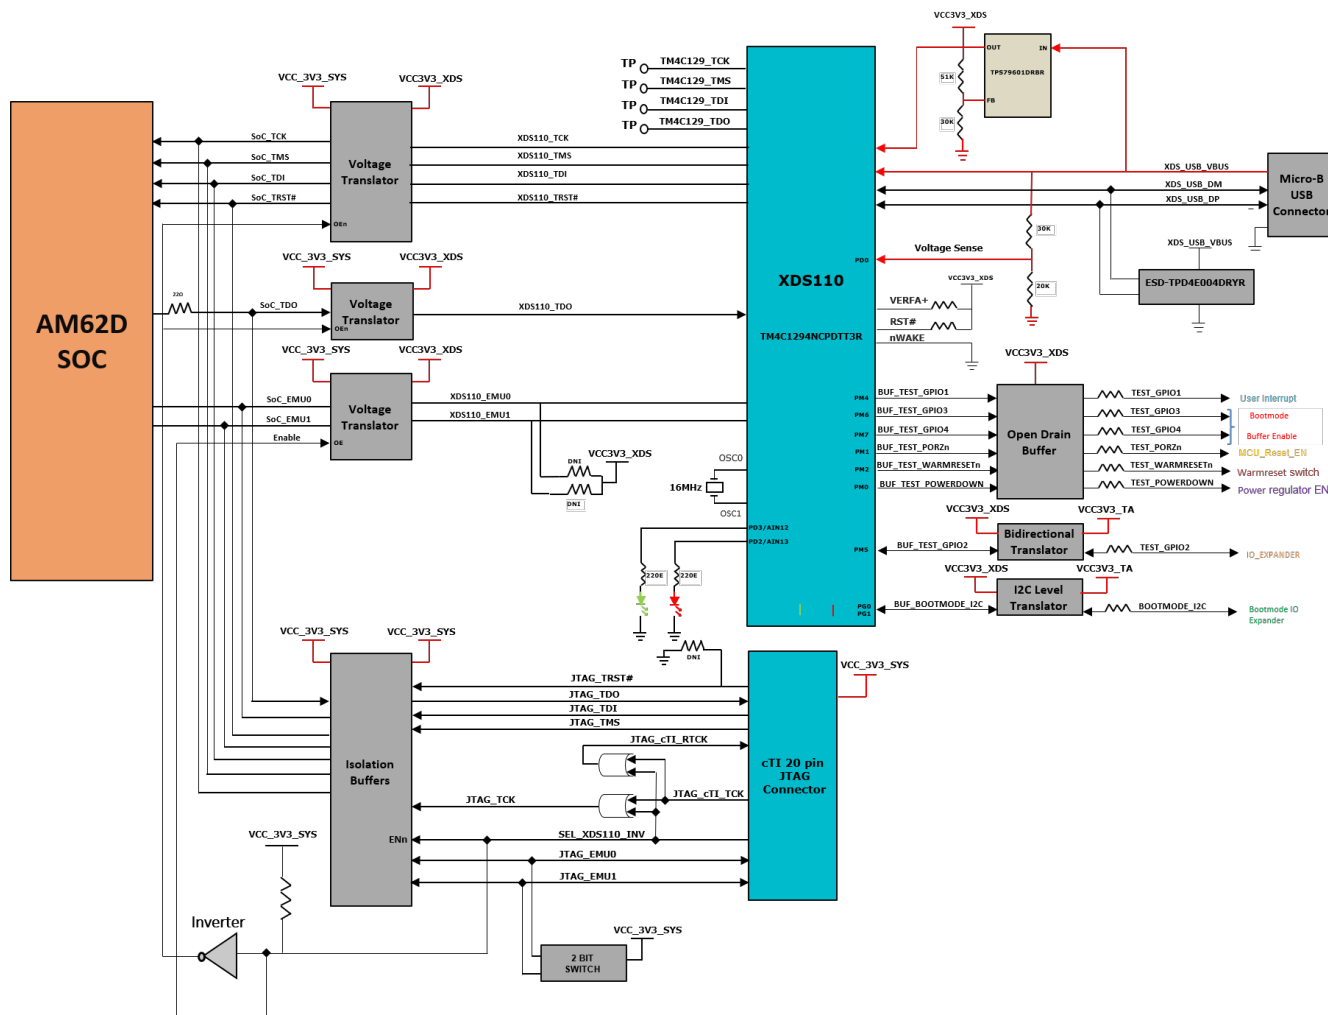 VCC3V3_XDS
OUT
IN
TPS79601DRBR
51K
FB
30K
TP
TM4C129_TCK
TP
TM4C129_TMS
TP
TM4C129_TDI
TP
TM4C129_TDO
VCC_3V3_SYS
VCC3V3_XDS
SoC_TCK
SoC_TMS
SoC_TDI
SoC_TRST#
Voltage
Translator
OEn
XDS110_TCK
XDS110_TMS
XDS110_TDI
XDS110_TRST#
XDS_USB_VBUS
XDS_USB_DM
XDS_USB_DP
Micro-B
USB
Connector
30K
Voltage Sense
PD0
20K
XDS_USB_VBUS
ESD-TPD4E004DRYR
VCC_3V3_SYS
VCC3V3_XDS
22Ω
SoC_TDO
Voltage
Translator
OEn
XDS110_TDO
XDS110
TM4C1294NCPDTT3R
VCC3V3_XDS
VERFA+
RST#
nWAKE
AM62D
SOC
VCC_3V3_SYS
VCC3V3_XDS
SoC_EMU0
SoC_EMU1
Enable
Voltage
Translator
OE
XDS110_EMU0
XDS110_EMU1
DNI
DNI
VCC3V3_XDS
OSC0
16MHz
OSC1
VCC3V3_XDS
PM4
PM6
PM7
PM1
PM2
PM0
BUF_TEST_GPIO1
BUF_TEST_GPIO3
BUF_TEST_GPIO4
BUF_TEST_PORZn
BUF_TEST_WARMRESETn
BUF_TEST_POWERDOWN
Open Drain
Buffer
TEST_GPIO1
TEST_GPIO3
TEST_GPIO4
TEST_PORZn
TEST_WARMRESETn
TEST_POWERDOWN
User Interrupt
Bootmode
Buffer Enable
MCU_Reset_EN
Warmreset switch
Power regulator EN
PD3/AIN12
PD2/AIN13
220E
220E
VCC3V3_XDS
VCC3V3_TA
PM5
BUF_TEST_GPIO2
Bidirectional
Translator
TEST_GPIO2
IO_EXPANDER
VCC3V3_XDS
VCC3V3_TA
PG0
PG1
BUF_BOOTMODE_I2C
I2C Level
Translator
BOOTMODE_I2C
Bootmode IO
Expander
VCC_3V3_SYS
VCC_3V3_SYS
DNI
Isolation
Buffers
ENn
JTAG_TRST#
JTAG_TDO
JTAG_TDI
JTAG_TMS
JTAG_cTI_RTCK
JTAG_cTI_TCK
JTAG_TCK
SEL_XDS110_INV
JTAG_EMU0
JTAG_EMU1
VCC_3V3_SYS
cTI 20 pin
JTAG
Connector
VCC_3V3_SYS
Inverter
2 BIT
SWITCH
VCC_3V3_SYS